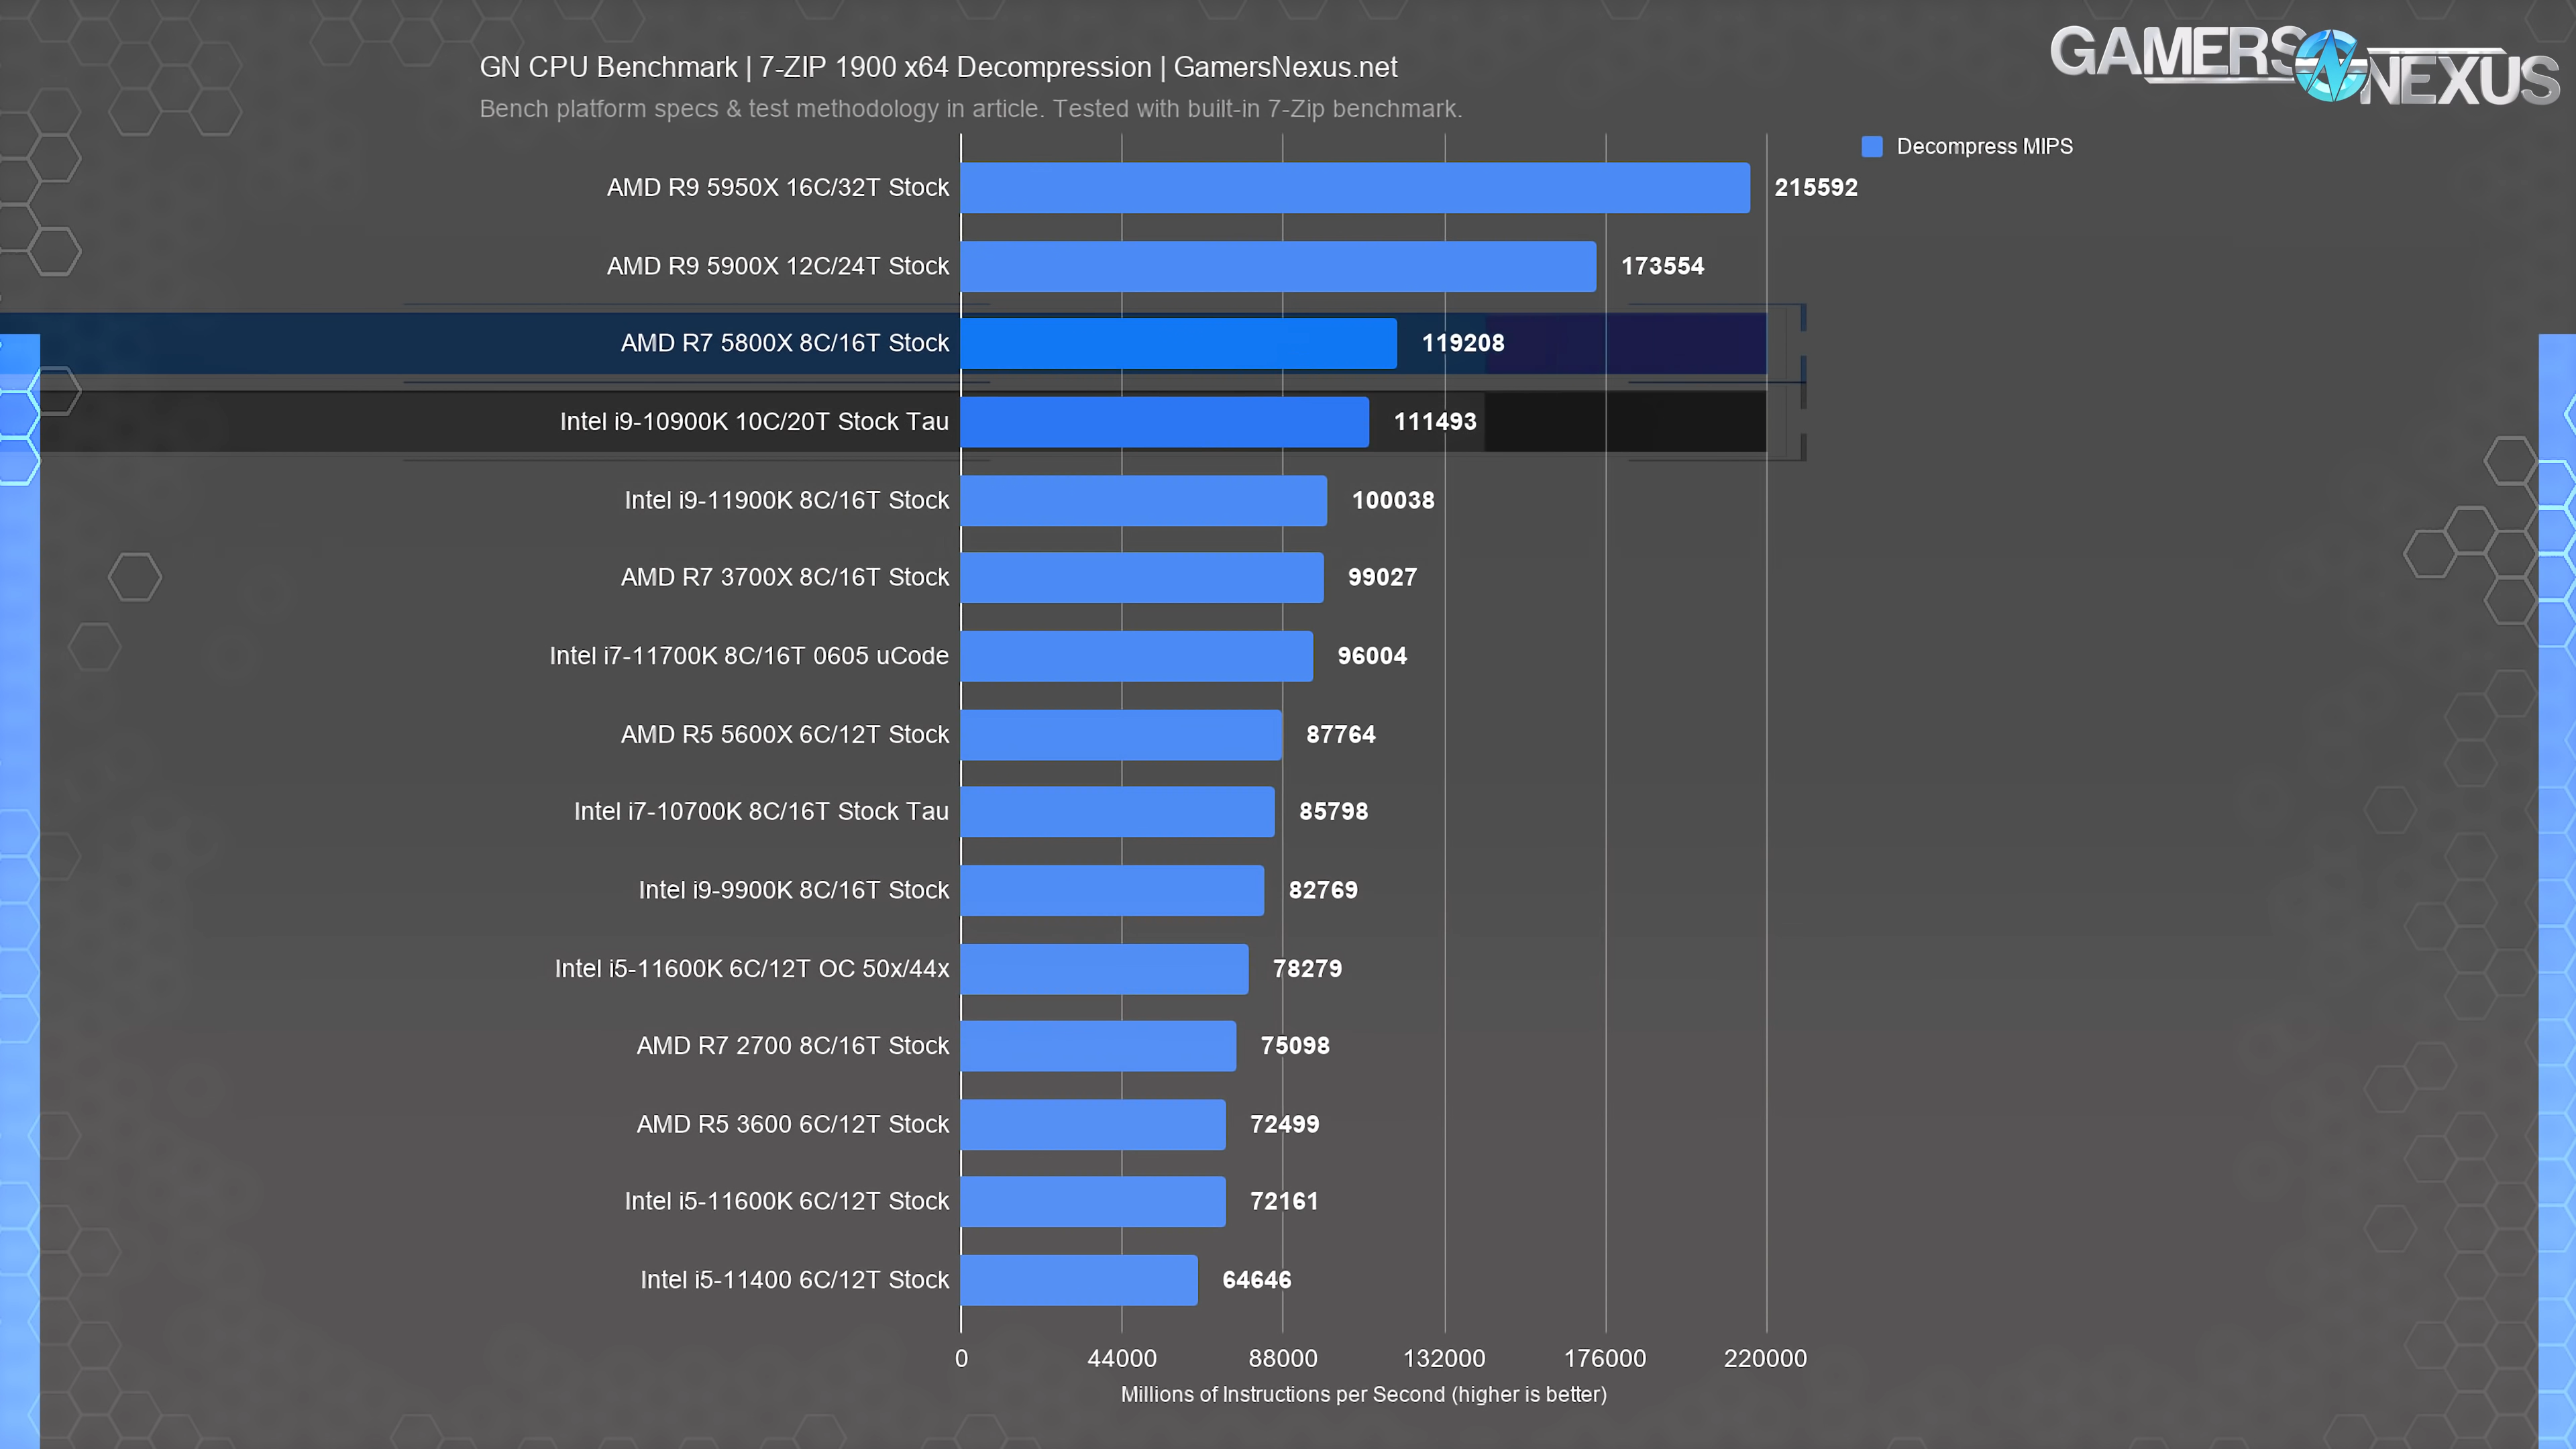 GAMERS NEXUS
GN CPU Benchmark | 7-ZIP 1900 x64 Decompression | GamersNexus.net
Bench platform specs & test methodology in article. Tested with built-in 7-Zip benchmark.
Decompress MIPS
AMD R9 5950X 16C/32T Stock 215592
AMD R9 5900X 12C/24T Stock 173554
AMD R7 5800X 8C/16T Stock 119208
Intel i9-10900K 10C/20T Stock Tau 111493
Intel i9-11900K 8C/16T Stock 100038
AMD R7 3700X 8C/16T Stock 99027
Intel i7-11700K 8C/16T 0605 uCode 96004
AMD R5 5600X 6C/12T Stock 87764
Intel i7-10700K 8C/16T Stock Tau 85798
Intel i9-9900K 8C/16T Stock 82769
Intel i5-11600K 6C/12T OC 50x/44x 78279
AMD R7 2700 8C/16T Stock 75098
AMD R5 3600 6C/12T Stock 72499
Intel i5-11600K 6C/12T Stock 72161
Intel i5-11400 6C/12T Stock 64646
0 44000 88000 132000 176000 220000
Millions of Instructions per Second (higher is better)